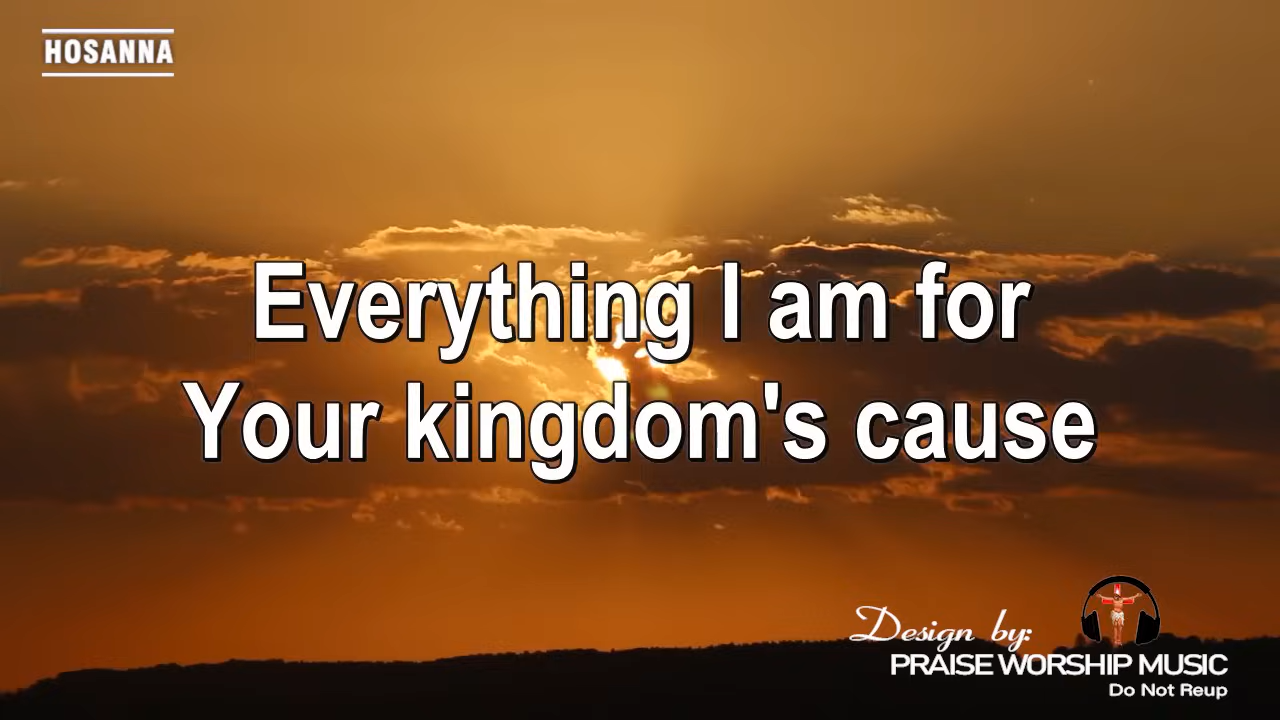 HOSANNA
Everything I am for
Your kingdom's cause
Design by:
PRAISE WORSHIP MUSIC
Do Not Reup